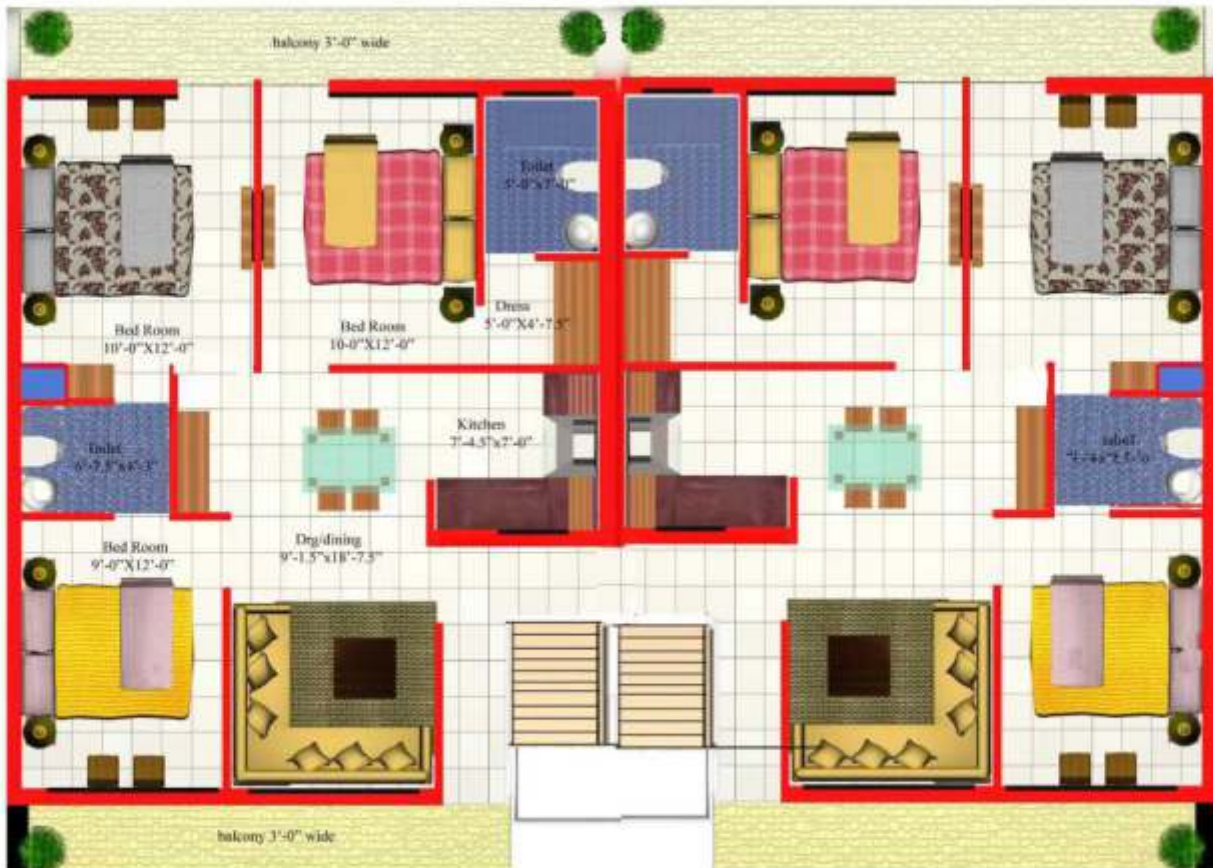 balcony 3'-0" wide
Toilet
5'-0"x7'-0"
Dress
5'-0"X4'-7.5"
Bed Room
10'-0"X12'-0"
Bed Room
10-0"X12'-0"
Kitchen
7'-4.5"x7'-0"
Toilet
6'-7.5"x4'-3"
Bed Room
9'-0"X12'-0"
Drg/dining
9'-1.5"x18'-7.5"
balcony 3'-0" wide